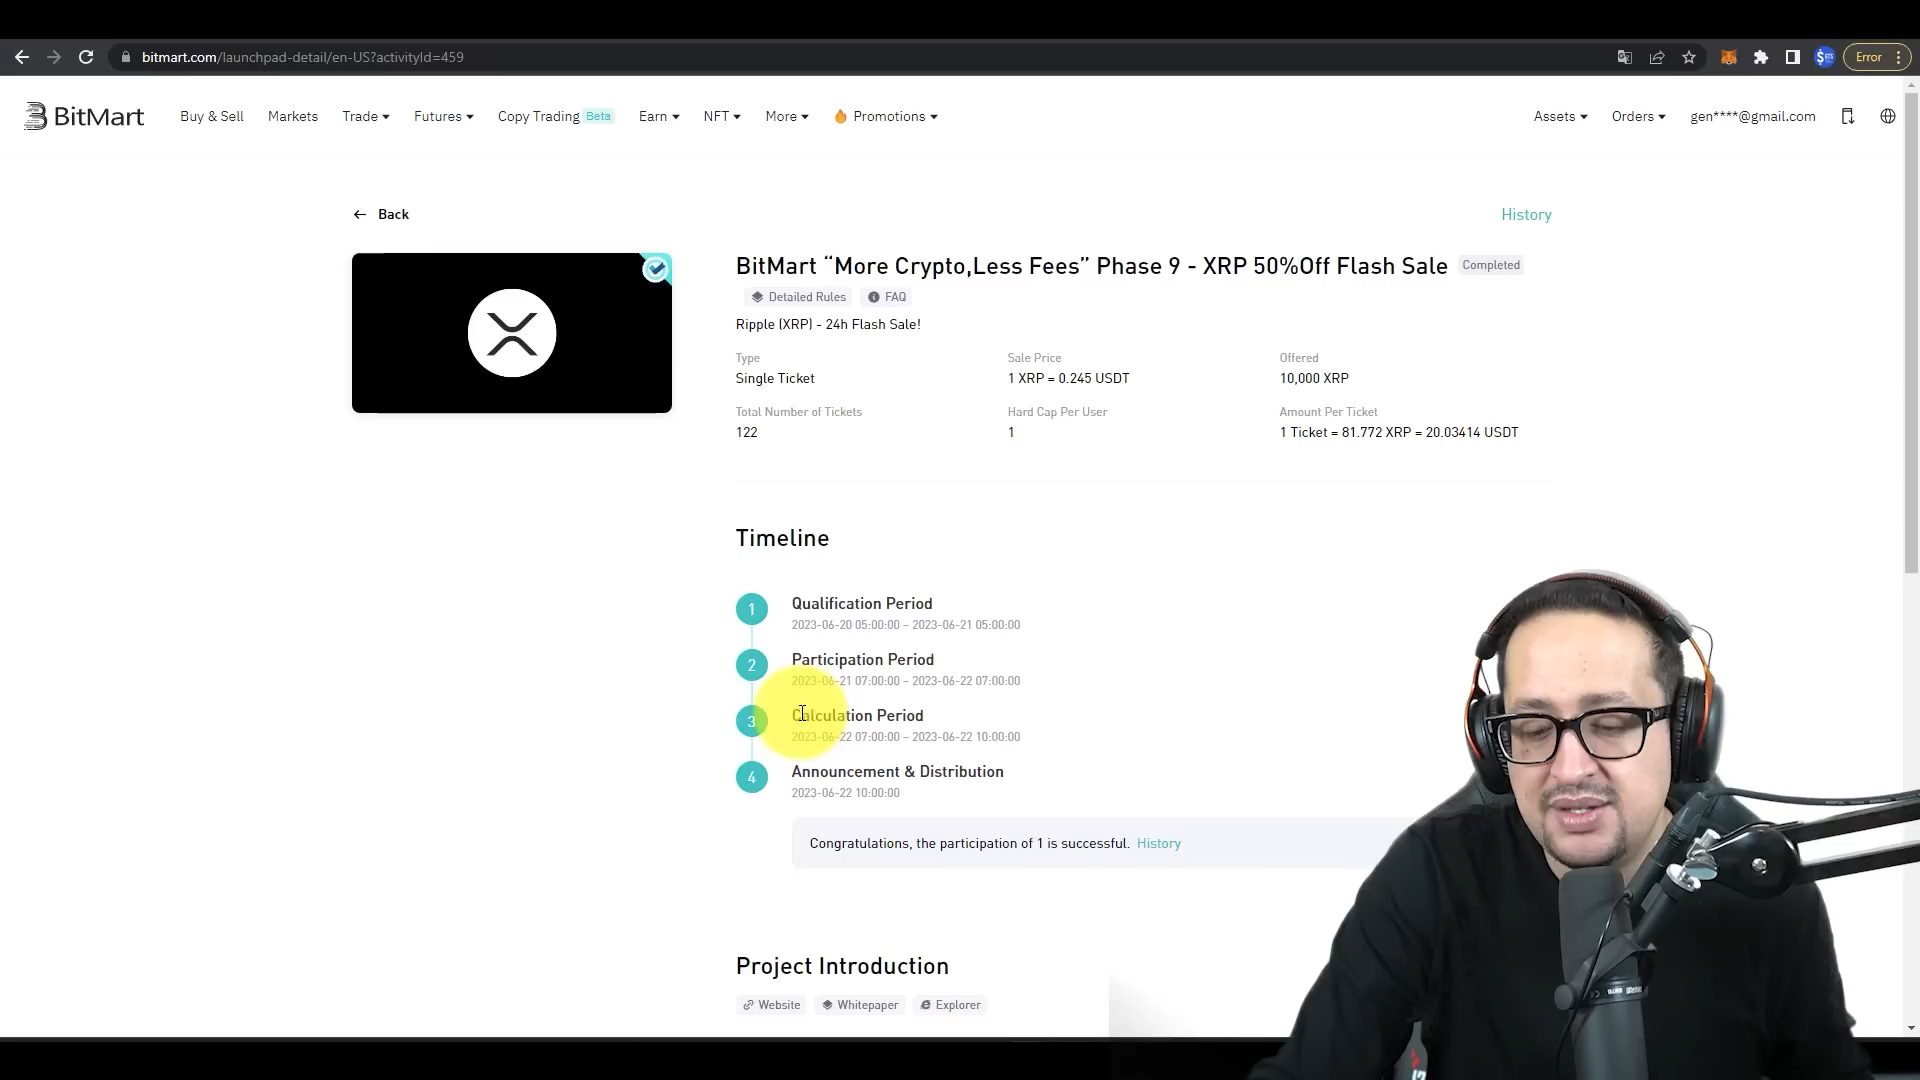 bitmart.com/launchpad-detail/en-US?activityId=459
Error
BitMart
Buy & Sell
Markets
Trade
Futures
Copy Trading Beta
Earn
NFT
More
Promotions
Assets
Orders
gen****@gmail.com
Back
History
BitMart “More Crypto,Less Fees” Phase 9 - XRP 50%Off Flash Sale
Completed
Detailed Rules
FAQ
Ripple (XRP) - 24h Flash Sale!
Type
Sale Price
Offered
Single Ticket
1 XRP = 0.245 USDT
10,000 XRP
Total Number of Tickets
Hard Cap Per User
Amount Per Ticket
122
1
1 Ticket = 81.772 XRP = 20.03414 USDT
Timeline
1
Qualification Period
2023-06-20 05:00:00 – 2023-06-21 05:00:00
2
Participation Period
2023-06-21 07:00:00 – 2023-06-22 07:00:00
3
Calculation Period
2023-06-22 07:00:00 – 2023-06-22 10:00:00
4
Announcement & Distribution
2023-06-22 10:00:00
Congratulations, the participation of 1 is successful. History
Project Introduction
Website
Whitepaper
Explorer